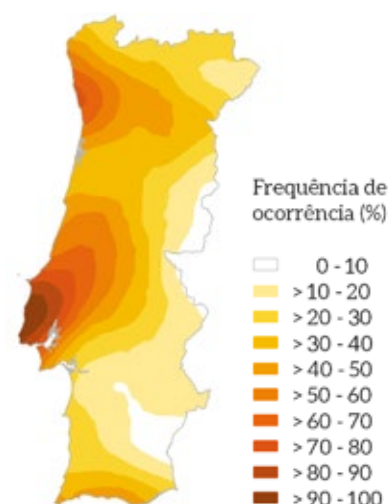 Frequência de
ocorrência (%)
0 - 10
> 10 - 20
> 20 - 30
> 30 - 40
> 40 - 50
> 50 - 60
> 60 - 70
> 70 - 80
> 80 - 90
> 90 - 100